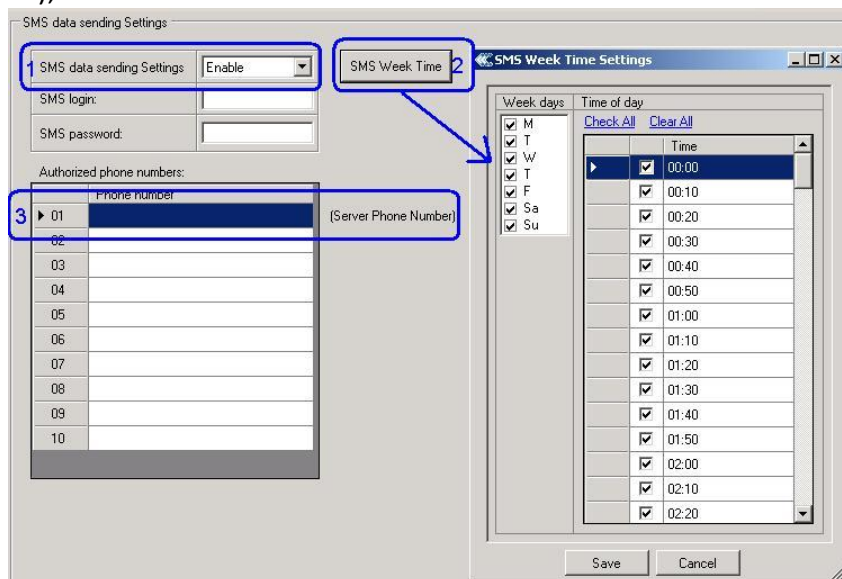 SMS data sending Settings
1 SMS data sending Settings Enable
SMS login:
SMS password:
Authorized phone numbers:
Phone number
3 01 (Server Phone Number)
02
03
04
05
06
07
08
09
10
SMS Week Time 2
SMS Week Time Settings
Week days
M
T
W
T
F
Sa
Su
Time of day
Check All Clear All
Time
00:00
00:10
00:20
00:30
00:40
00:50
01:00
01:10
01:20
01:30
01:40
01:50
02:00
02:10
02:20
Save Cancel